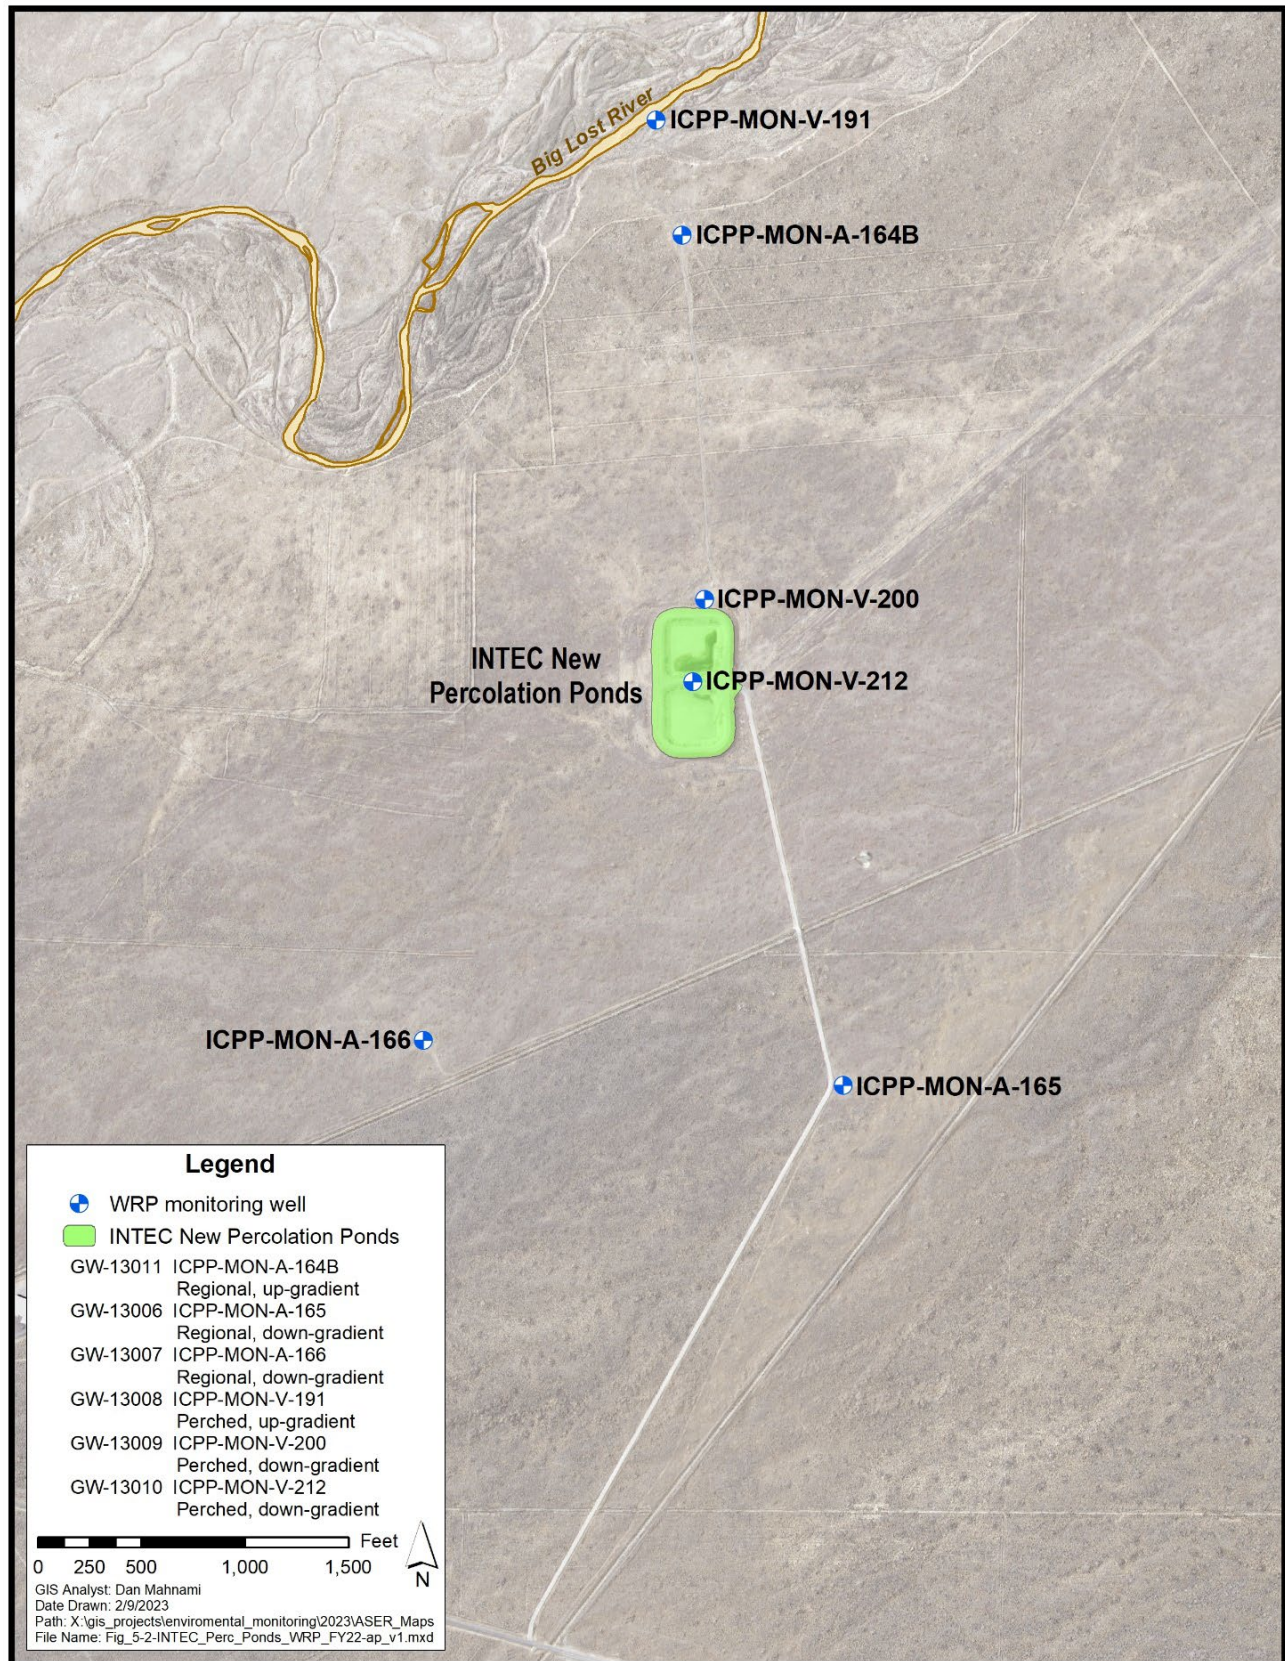 Big Lost River
ICPP-MON-V-191
ICPP-MON-A-164B
ICPP-MON-V-200
INTEC New
Percolation Ponds
ICPP-MON-V-212
ICPP-MON-A-166
ICPP-MON-A-165
Legend
WRP monitoring well
INTEC New Percolation Ponds
GW-13011 ICPP-MON-A-164B
Regional, up-gradient
GW-13006 ICPP-MON-A-165
Regional, down-gradient
GW-13007 ICPP-MON-A-166
Regional, down-gradient
GW-13008 ICPP-MON-V-191
Perched, up-gradient
GW-13009 ICPP-MON-V-200
Perched, down-gradient
GW-13010 ICPP-MON-V-212
Perched, down-gradient
Feet
0 250 500 1,000 1,500
N
GIS Analyst: Dan Mahnami
Date Drawn: 2/9/2023
Path: X:\gis_projects\enviromental_monitoring\2023\ASER_Maps
File Name: Fig_5-2-INTEC_Perc_Ponds_WRP_FY22-ap_v1.mxd